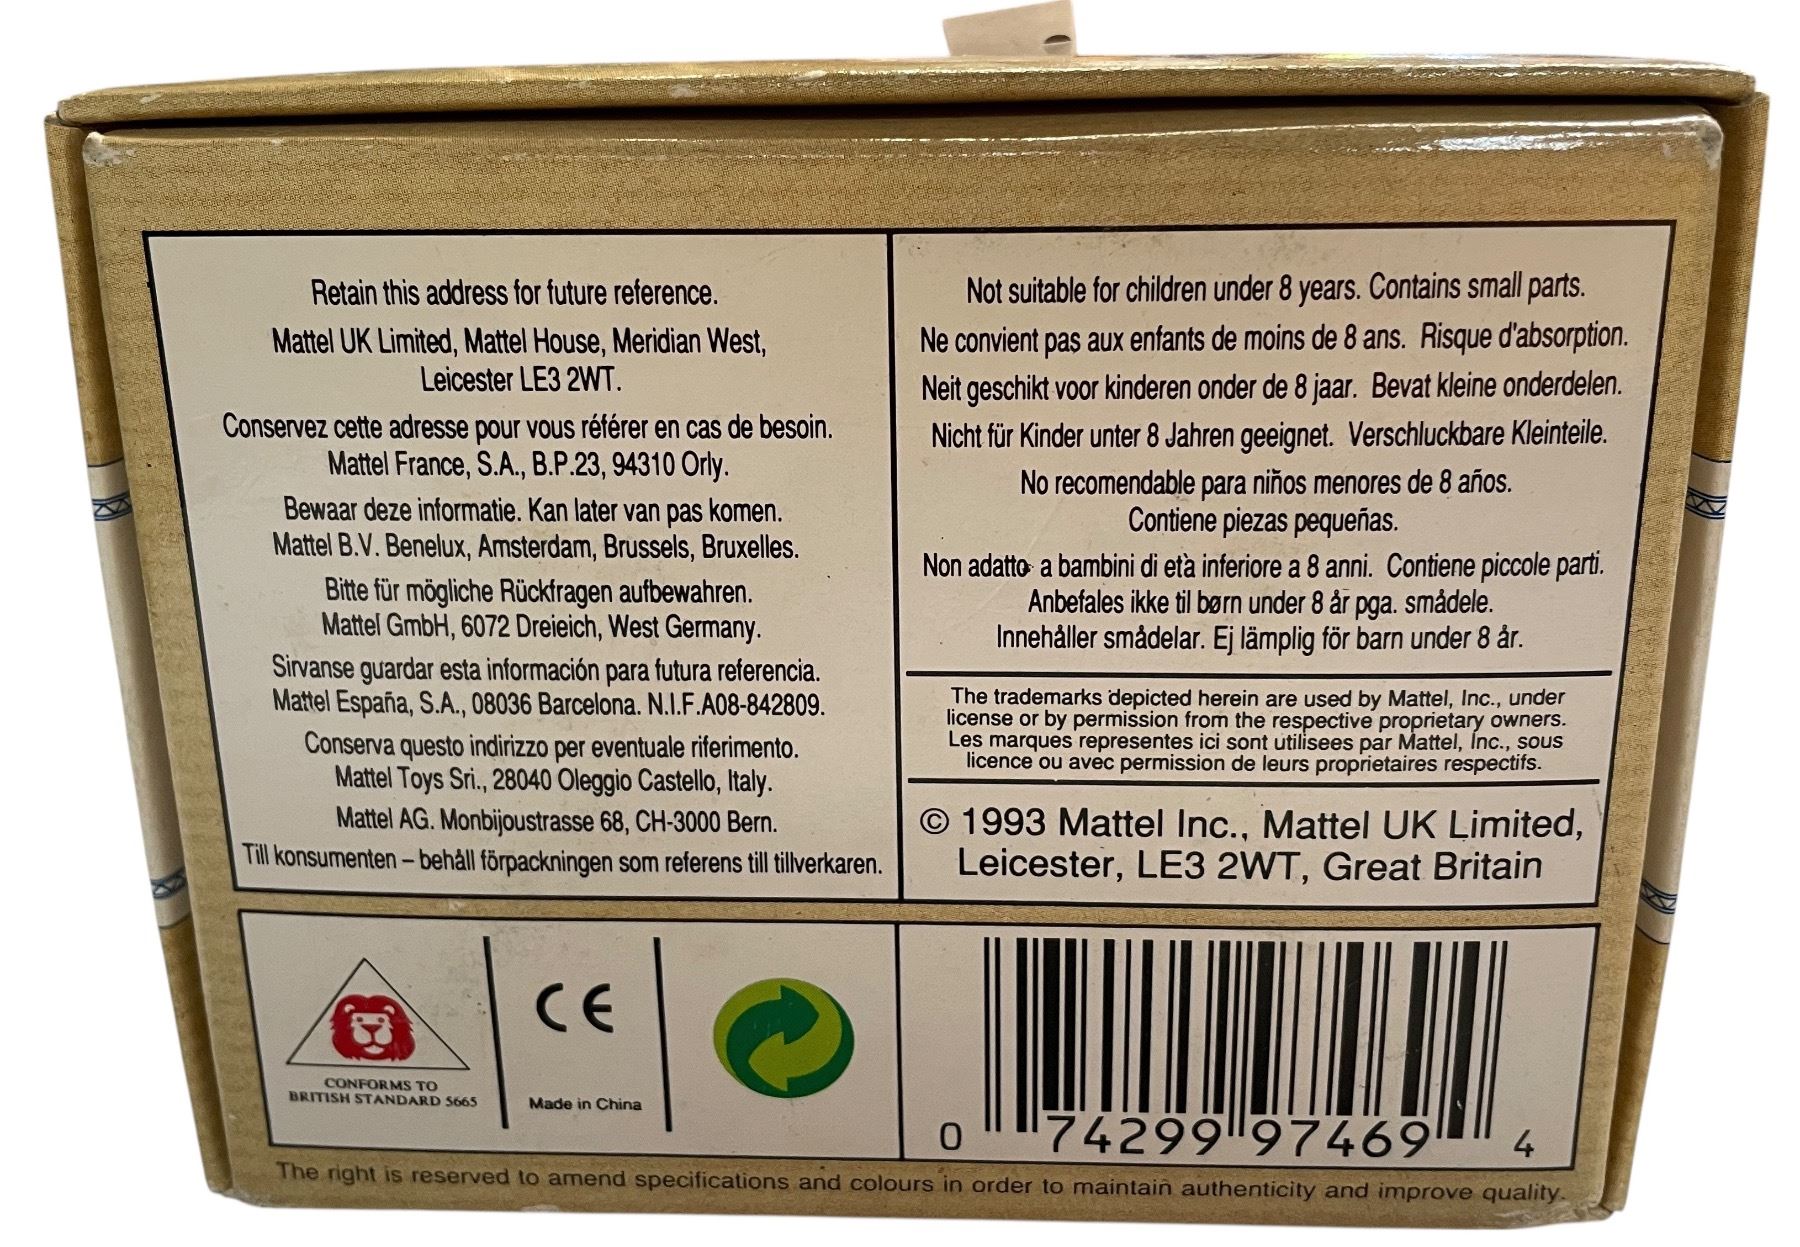 Retain this address for future reference.
Mattel UK Limited, Mattel House, Meridian West,
Leicester LE3 2WT.
Conservez cette adresse pour vous référer en cas de besoin.
Mattel France, S.A., B.P.23, 94310 Orly.
Bewaar deze informatie. Kan later van pas komen.
Mattel B.V. Benelux, Amsterdam, Brussels, Bruxelles.
Bitte für mögliche Rückfragen aufbewahren.
Mattel GmbH, 6072 Dreieich, West Germany.
Sirvanse guardar esta información para futura referencia.
Mattel España, S.A., 08036 Barcelona. N.I.F.A08-842809.
Conserva questo indirizzo per eventuale riferimento.
Mattel Toys Sri., 28040 Oleggio Castello, Italy.
Mattel AG. Monbijoustrasse 68, CH-3000 Bern.
Till konsumenten – behåll förpackningen som referens till tillverkaren.
Not suitable for children under 8 years. Contains small parts.
Ne convient pas aux enfants de moins de 8 ans. Risque d'absorption.
Neit geschikt voor kinderen onder de 8 jaar. Bevat kleine onderdelen.
Nicht für Kinder unter 8 Jahren geeignet. Verschluckbare Kleinteile.
No recomendable para niños menores de 8 años.
Contiene piezas pequeñas.
Non adatto a bambini di età inferiore a 8 anni. Contiene piccole parti.
Anbefales ikke til børn under 8 år pga. smådele.
Innehåller smådelar. Ej lämplig för barn under 8 år.
The trademarks depicted herein are used by Mattel, Inc., under
license or by permission from the respective proprietary owners.
Les marques representes ici sont utilisees par Mattel, Inc., sous
licence ou avec permission de leurs proprietaires respectifs.
© 1993 Mattel Inc., Mattel UK Limited,
Leicester, LE3 2WT, Great Britain
CONFORMS TO
BRITISH STANDARD 5665
CE
Made in China
0 74299 97469 4
The right is reserved to amend specifications and colours in order to maintain authenticity and improve quality.